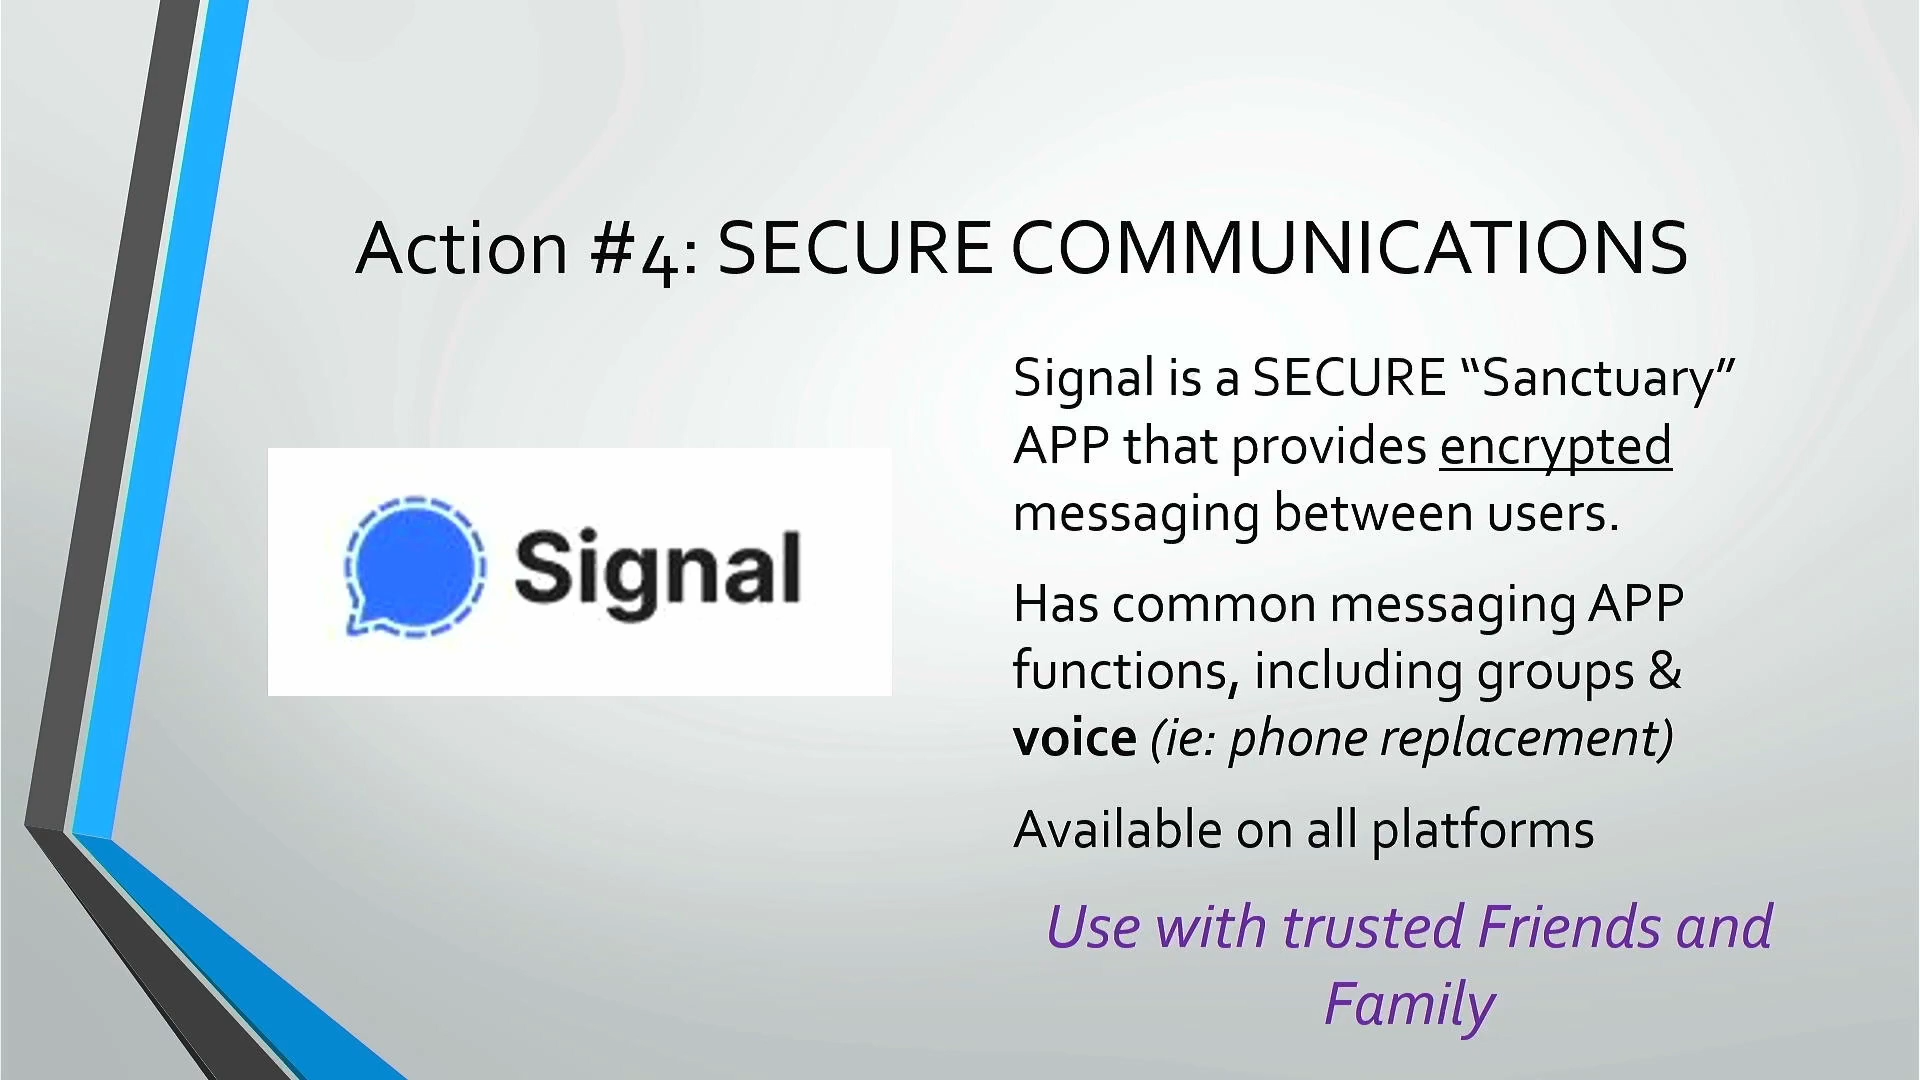 Action #4: SECURE COMMUNICATIONS
Signal
Signal is a SECURE “Sanctuary”
APP that provides encrypted
messaging between users.
Has common messaging APP
functions, including groups &
voice (ie: phone replacement)
Available on all platforms
Use with trusted Friends and
Family